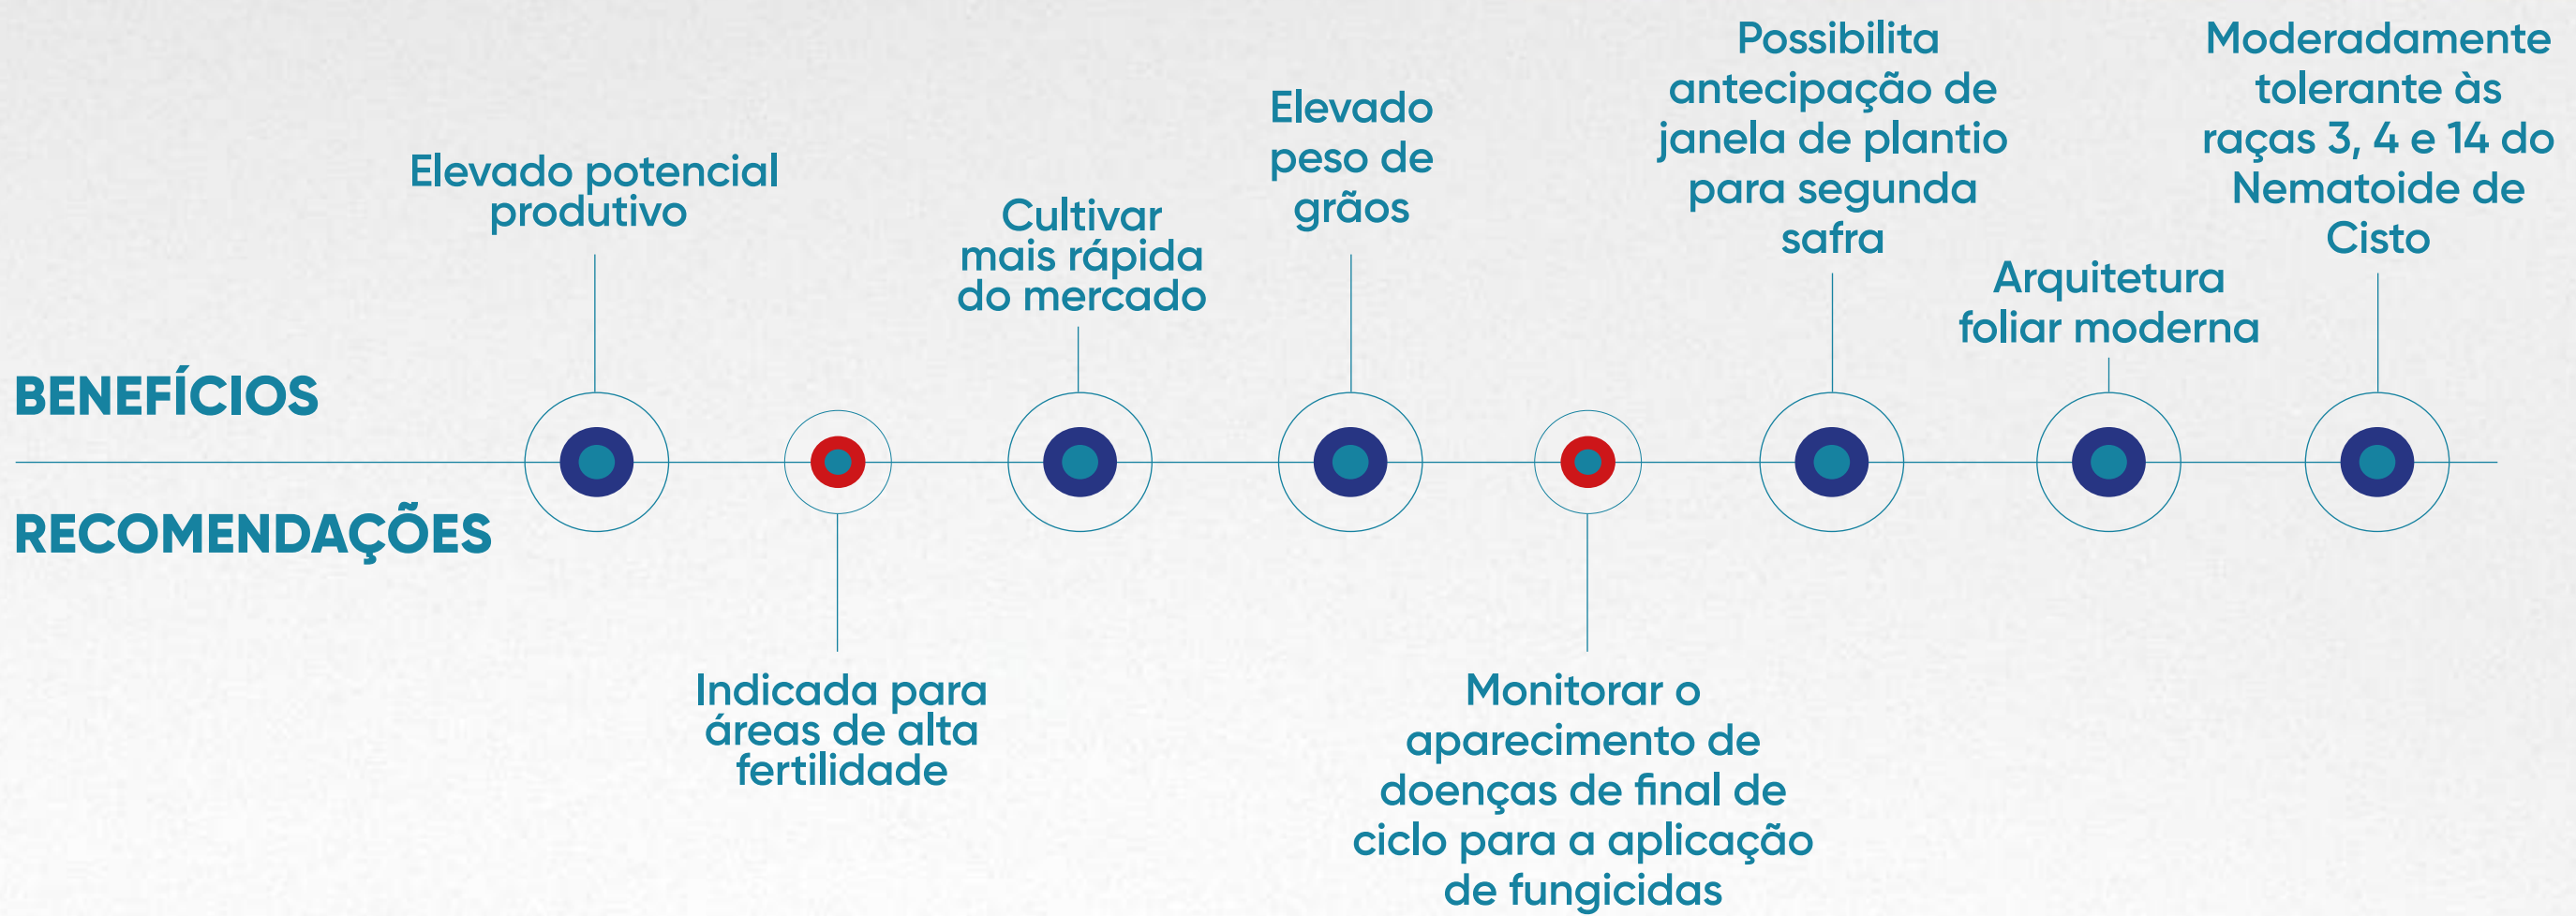 BENEFÍCIOS
Elevado potencial
produtivo
Cultivar
mais rápida
do mercado
Elevado
peso de
grãos
Possibilita
antecipação de
janela de plantio
para segunda
safra
Arquitetura
foliar moderna
Moderadamente
tolerante às
raças 3, 4 e 14 do
Nematoide de
Cisto
RECOMENDAÇÕES
Indicada para
áreas de alta
fertilidade
Monitorar o
aparecimento de
doenças de final de
ciclo para a aplicação
de fungicidas